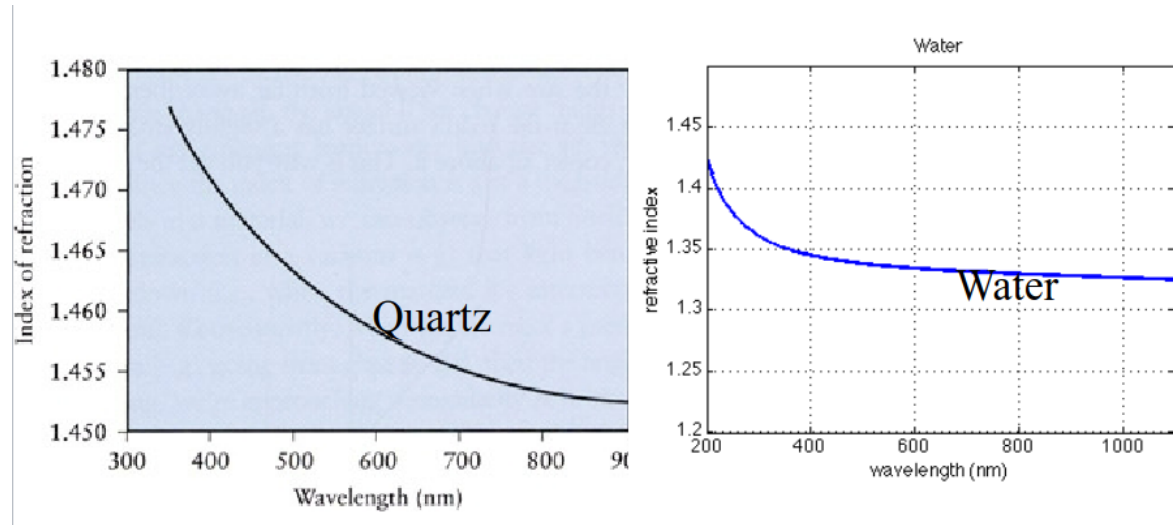 1.480
1.475
1.470
1.465
1.460
1.455
1.450
Index of refraction
Quartz
300 400 500 600 700 800 90
Wavelength (nm)
Water
1.45
1.4
1.35
1.3
1.25
1.2
refractive index
Water
200 400 600 800 1000
wavelength (nm)